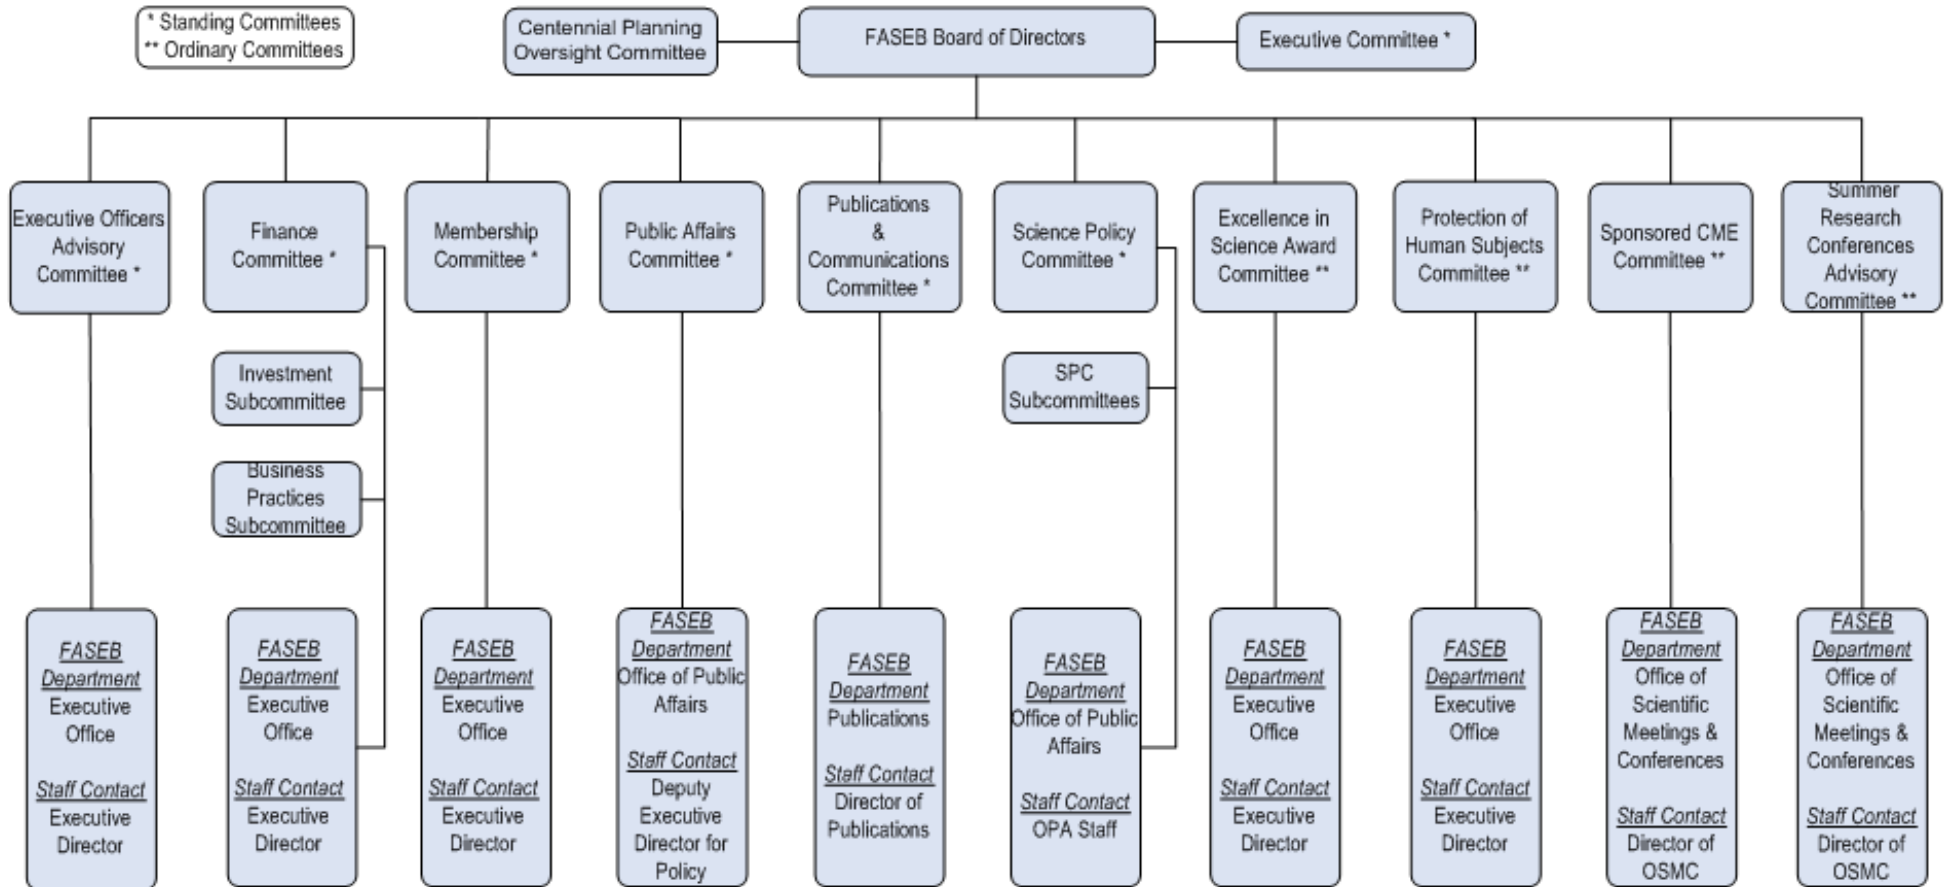 * Standing Committees
** Ordinary Committees
Centennial Planning
Oversight Committee
FASEB Board of Directors
Executive Committee *
Executive Officers
Advisory
Committee *
Finance
Committee *
Membership
Committee *
Public Affairs
Committee *
Publications
&
Communications
Committee *
Science Policy
Committee *
Excellence in
Science Award
Committee **
Protection of
Human Subjects
Committee **
Sponsored CME
Committee **
Summer
Research
Conferences
Advisory
Committee **
Investment
Subcommittee
Business
Practices
Subcommittee
SPC
Subcommittees
FASEB
Department
Executive
Office
Staff Contact
Executive
Director
FASEB
Department
Executive
Office
Staff Contact
Executive
Director
FASEB
Department
Executive
Office
Staff Contact
Executive
Director
FASEB
Department
Office of Public
Affairs
Staff Contact
Deputy
Executive
Director for
Policy
FASEB
Department
Publications
Staff Contact
Director of
Publications
FASEB
Department
Office of Public
Affairs
Staff Contact
OPA Staff
FASEB
Department
Executive
Office
Staff Contact
Executive
Director
FASEB
Department
Executive
Office
Staff Contact
Executive
Director
FASEB
Department
Office of
Scientific
Meetings &
Conferences
Staff Contact
Director of
OSMC
FASEB
Department
Office of
Scientific
Meetings &
Conferences
Staff Contact
Director of
OSMC